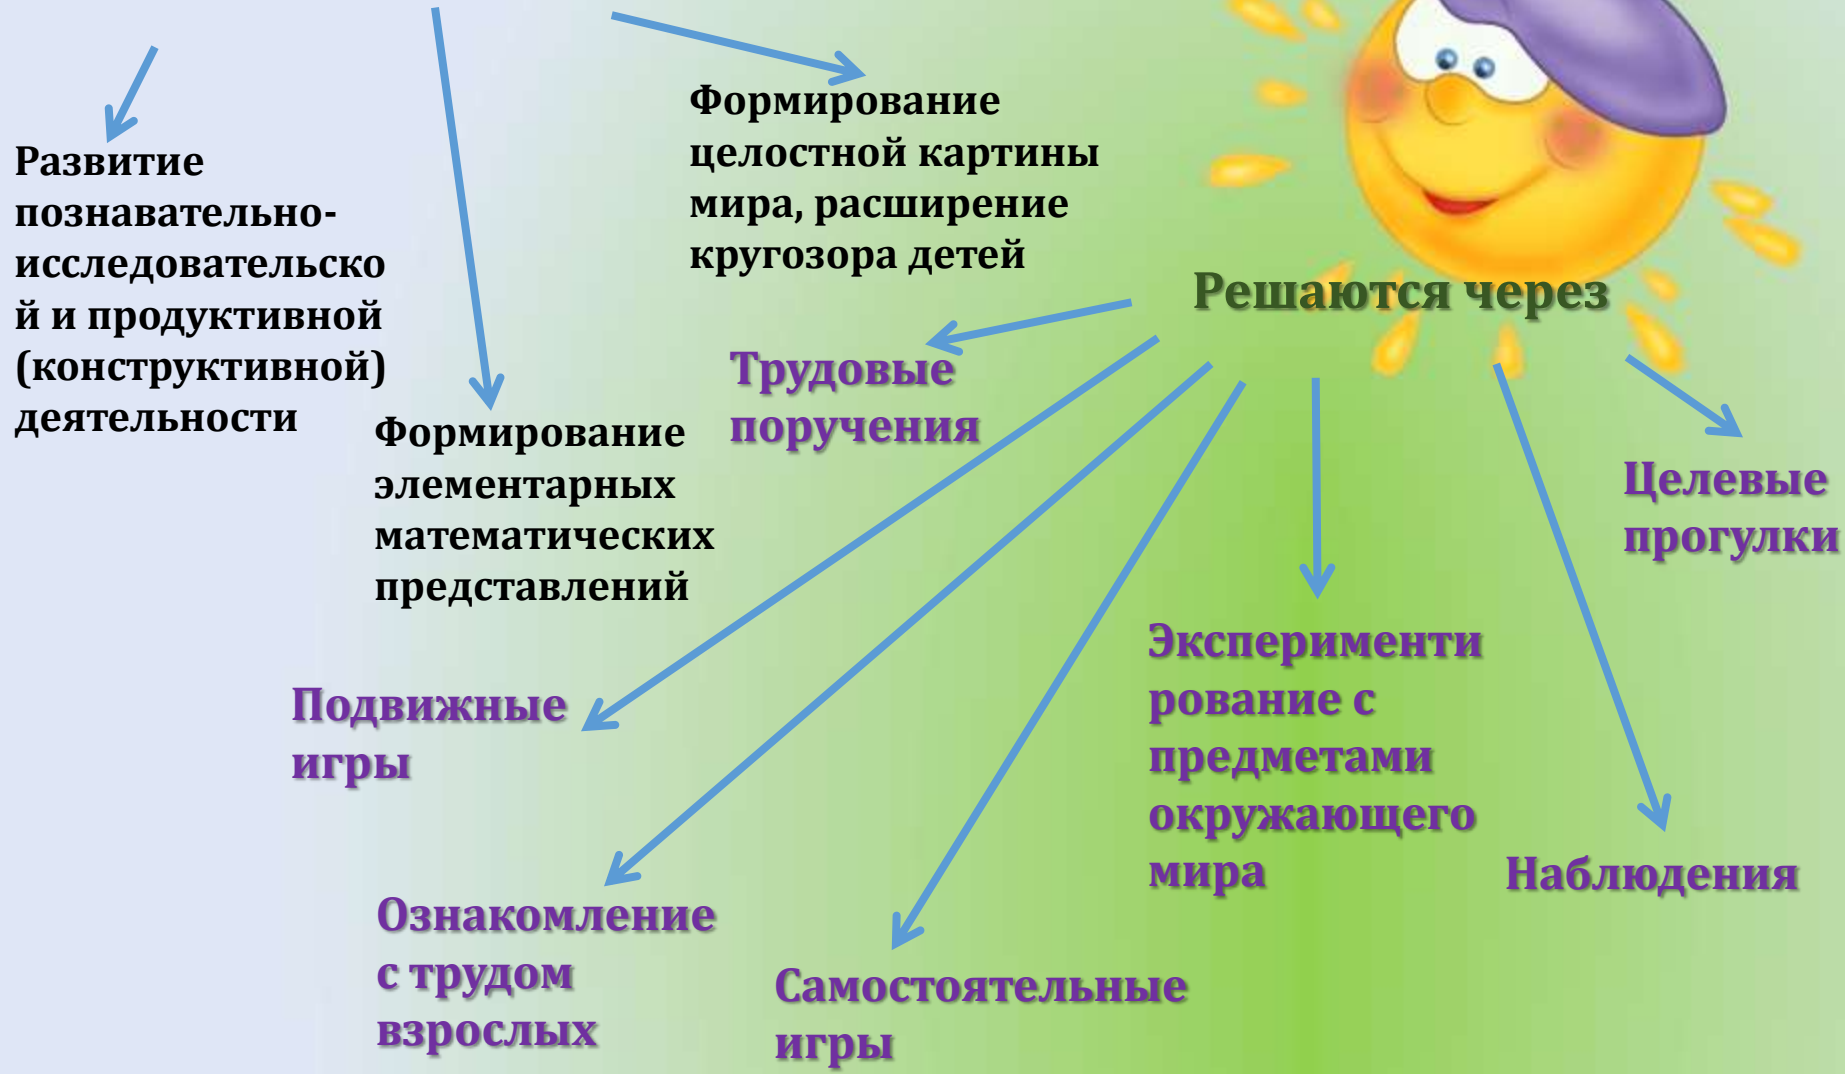 Развитие
познавательно-
исследовательско
й и продуктивной
(конструктивной)
деятельности
Формирование
элементарных
математических
представлений
Формирование
целостной картины
мира, расширение
кругозора детей
Решаются через
Трудовые
поручения
Подвижные
игры
Ознакомление
с трудом
взрослых
Самостоятельные
игры
Эксперименти
рование с
предметами
окружающего
мира
Наблюдения
Целевые
прогулки